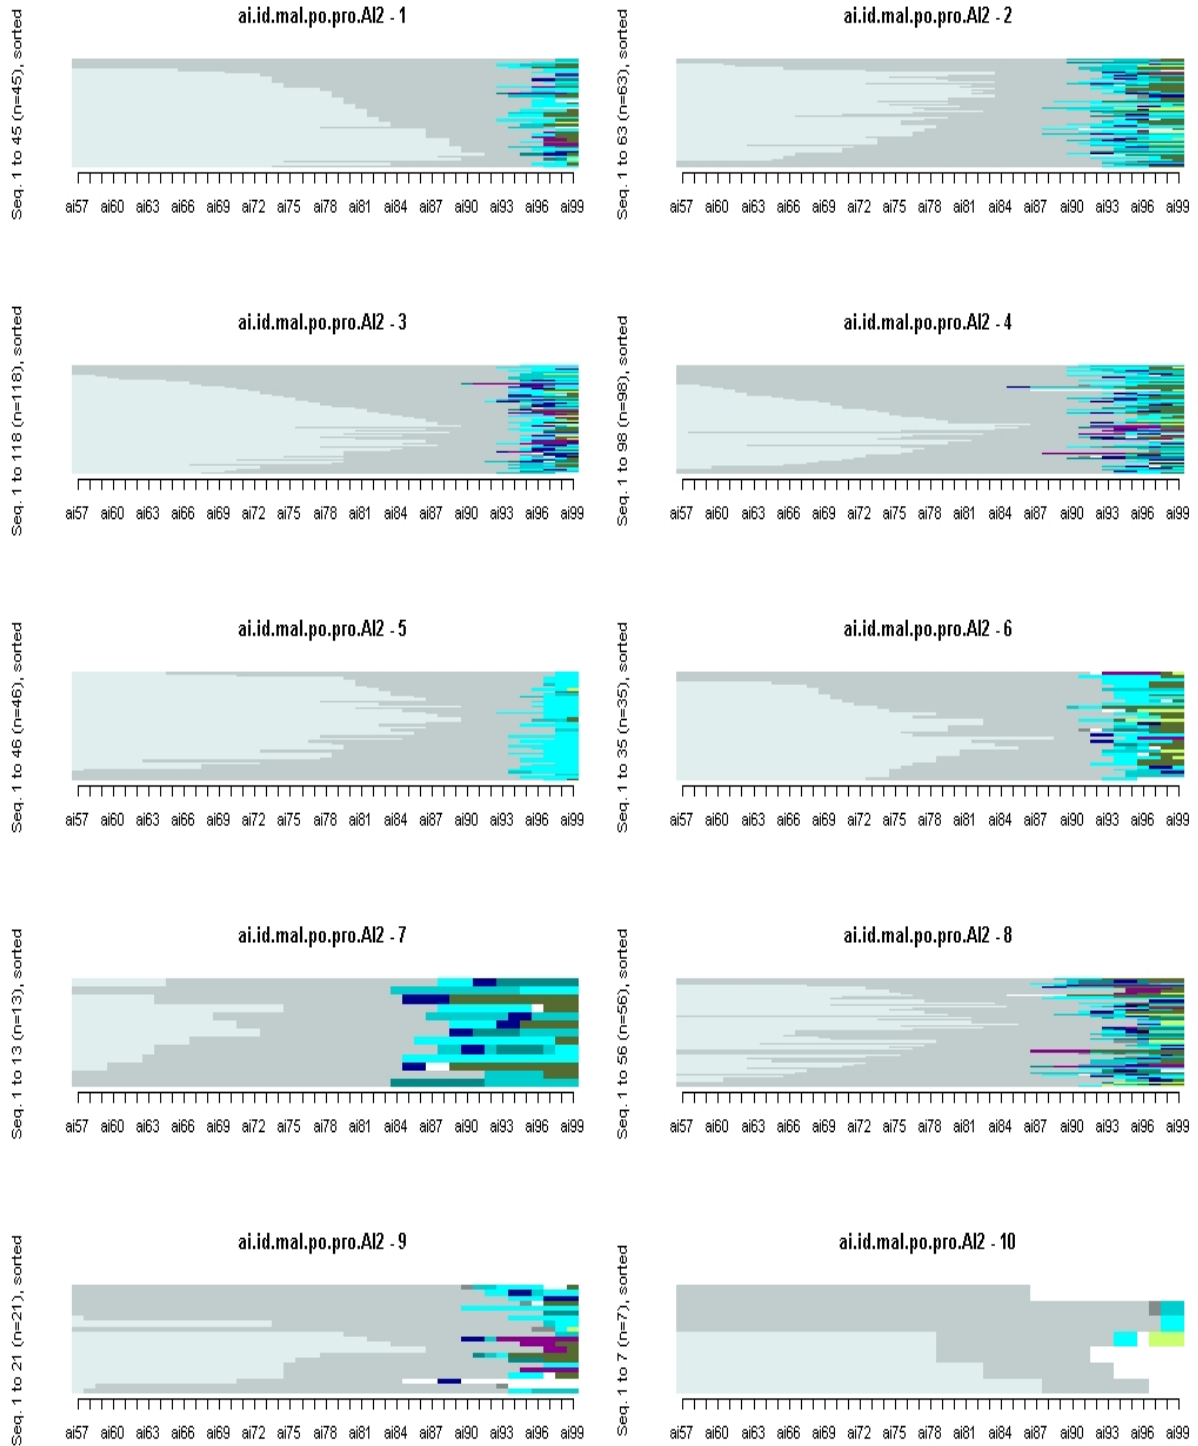 ai.id.mal.po.pro.AI2 - 1
Seq. 1 to 45 (n=45), sorted
ai57 ai60 ai63 ai66 ai69 ai72 ai75 ai78 ai81 ai84 ai87 ai90 ai93 ai96 ai99
ai.id.mal.po.pro.AI2 - 2
Seq. 1 to 63 (n=63), sorted
ai57 ai60 ai63 ai66 ai69 ai72 ai75 ai78 ai81 ai84 ai87 ai90 ai93 ai96 ai99
ai.id.mal.po.pro.AI2 - 3
Seq. 1 to 118 (n=118), sorted
ai57 ai60 ai63 ai66 ai69 ai72 ai75 ai78 ai81 ai84 ai87 ai90 ai93 ai96 ai99
ai.id.mal.po.pro.AI2 - 4
Seq. 1 to 98 (n=98), sorted
ai57 ai60 ai63 ai66 ai69 ai72 ai75 ai78 ai81 ai84 ai87 ai90 ai93 ai96 ai99
ai.id.mal.po.pro.AI2 - 5
Seq. 1 to 46 (n=46), sorted
ai57 ai60 ai63 ai66 ai69 ai72 ai75 ai78 ai81 ai84 ai87 ai90 ai93 ai96 ai99
ai.id.mal.po.pro.AI2 - 6
Seq. 1 to 35 (n=35), sorted
ai57 ai60 ai63 ai66 ai69 ai72 ai75 ai78 ai81 ai84 ai87 ai90 ai93 ai96 ai99
ai.id.mal.po.pro.AI2 - 7
Seq. 1 to 13 (n=13), sorted
ai57 ai60 ai63 ai66 ai69 ai72 ai75 ai78 ai81 ai84 ai87 ai90 ai93 ai96 ai99
ai.id.mal.po.pro.AI2 - 8
Seq. 1 to 56 (n=56), sorted
ai57 ai60 ai63 ai66 ai69 ai72 ai75 ai78 ai81 ai84 ai87 ai90 ai93 ai96 ai99
ai.id.mal.po.pro.AI2 - 9
Seq. 1 to 21 (n=21), sorted
ai57 ai60 ai63 ai66 ai69 ai72 ai75 ai78 ai81 ai84 ai87 ai90 ai93 ai96 ai99
ai.id.mal.po.pro.AI2 - 10
Seq. 1 to 7 (n=7), sorted
ai57 ai60 ai63 ai66 ai69 ai72 ai75 ai78 ai81 ai84 ai87 ai90 ai93 ai96 ai99